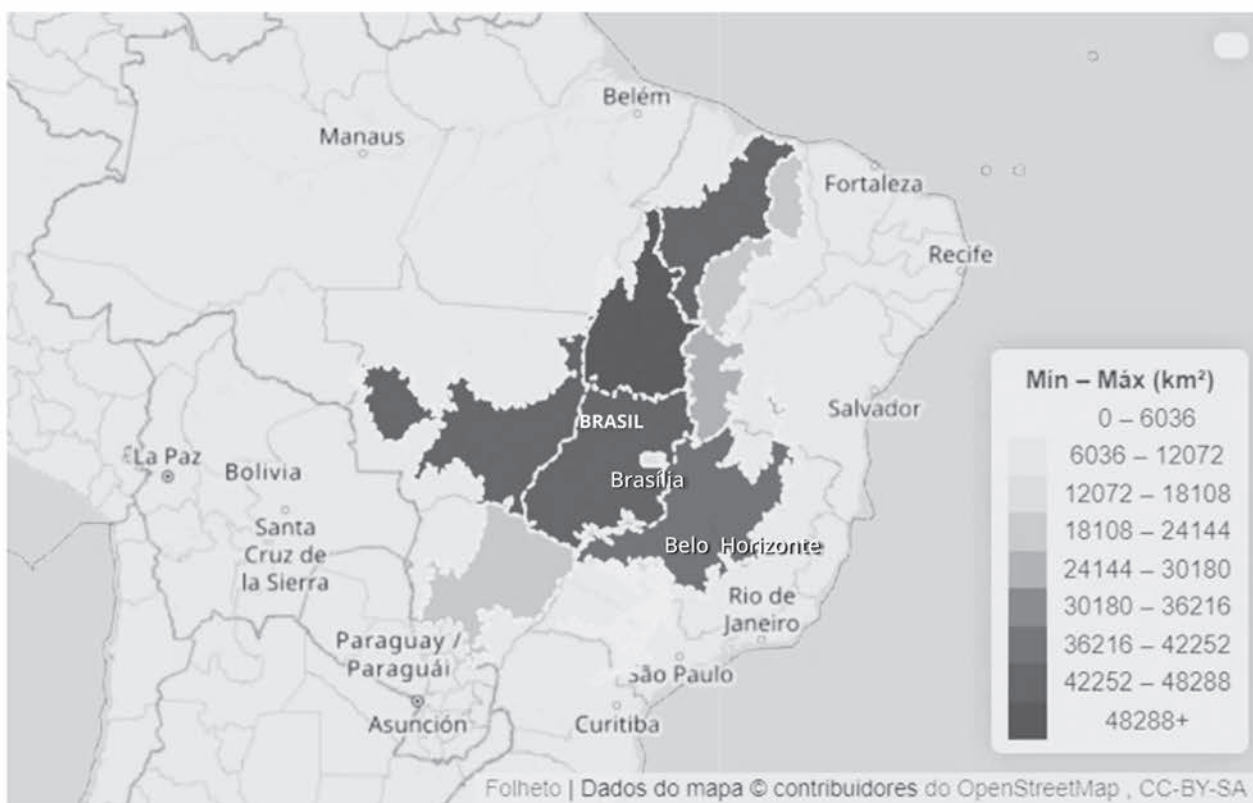 Belém
Manaus
Fortaleza
Recife
BRASIL
Salvador
La Paz
Bolivia
Brasília
Santa
Cruz de
la Sierra
Belo Horizonte
Rio de
Janeiro
Paraguay /
Paraguái
São Paulo
Asunción
Curitiba
Mín – Máx (km²)
0 – 6036
6036 – 12072
12072 – 18108
18108 – 24144
24144 – 30180
30180 – 36216
36216 – 42252
42252 – 48288
48288+
Folheto | Dados do mapa © contribuidores do OpenStreetMap , CC-BY-SA